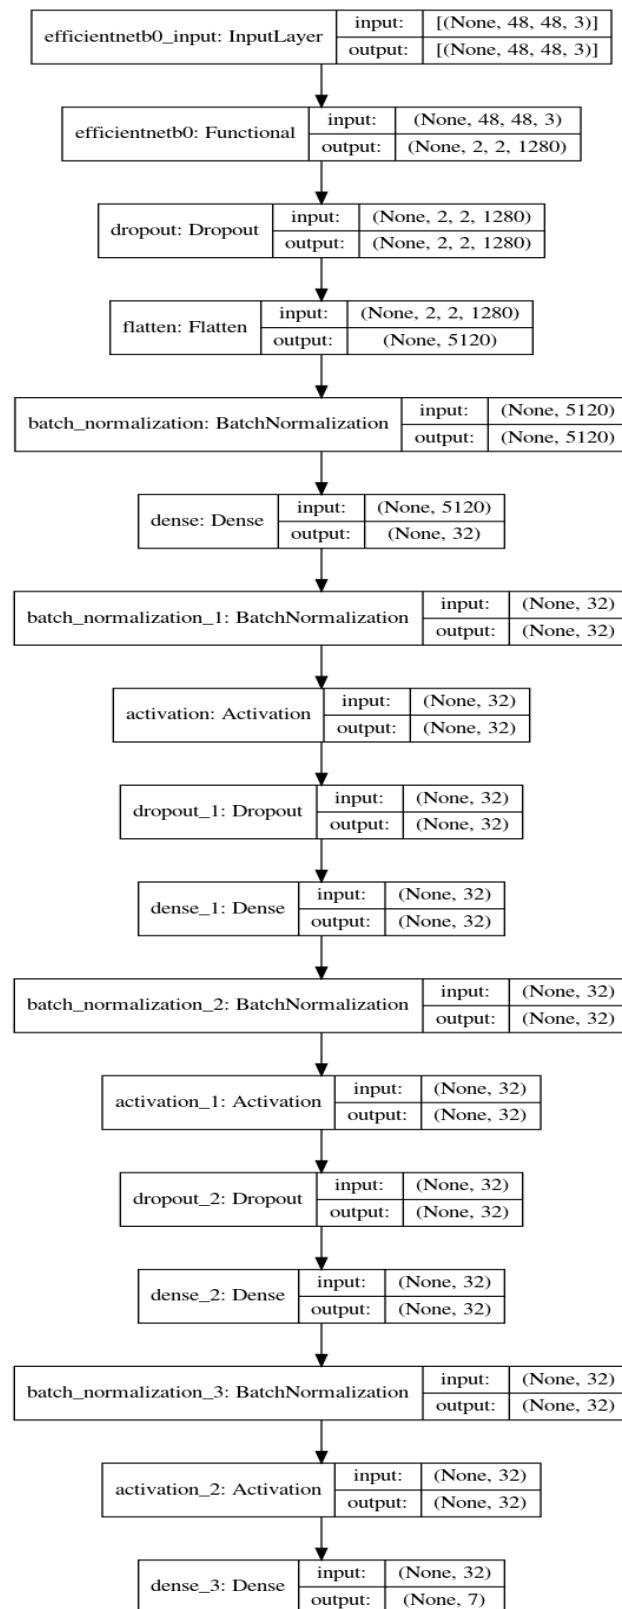 efficientnetb0_input: InputLayer
input: [(None, 48, 48, 3)]
output: [(None, 48, 48, 3)]
efficientnetb0: Functional
input: (None, 48, 48, 3)
output: (None, 2, 2, 1280)
dropout: Dropout
input: (None, 2, 2, 1280)
output: (None, 2, 2, 1280)
flatten: Flatten
input: (None, 2, 2, 1280)
output: (None, 5120)
batch_normalization: BatchNormalization
input: (None, 5120)
output: (None, 5120)
dense: Dense
input: (None, 5120)
output: (None, 32)
batch_normalization_1: BatchNormalization
input: (None, 32)
output: (None, 32)
activation: Activation
input: (None, 32)
output: (None, 32)
dropout_1: Dropout
input: (None, 32)
output: (None, 32)
dense_1: Dense
input: (None, 32)
output: (None, 32)
batch_normalization_2: BatchNormalization
input: (None, 32)
output: (None, 32)
activation_1: Activation
input: (None, 32)
output: (None, 32)
dropout_2: Dropout
input: (None, 32)
output: (None, 32)
dense_2: Dense
input: (None, 32)
output: (None, 32)
batch_normalization_3: BatchNormalization
input: (None, 32)
output: (None, 32)
activation_2: Activation
input: (None, 32)
output: (None, 32)
dense_3: Dense
input: (None, 32)
output: (None, 7)